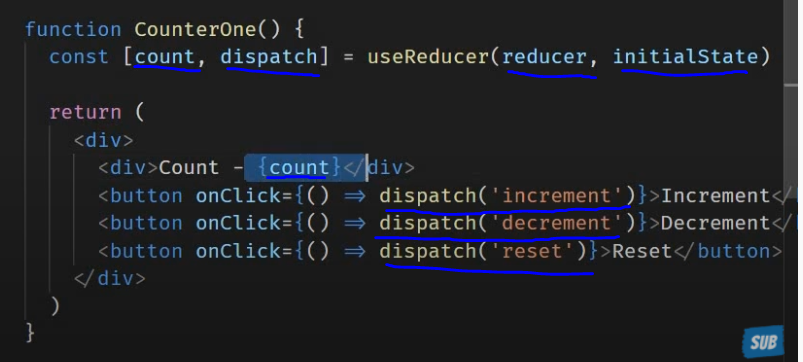 function CounterOne() {
const [count, dispatch] = useReducer(reducer, initialState)
return (
<div>
<div>Count - {count}</div>
<button onClick={() => dispatch('increment')}>Increment</
<button onClick={() => dispatch('decrement')}>Decrement</
<button onClick={() => dispatch('reset')}>Reset</button>
</div>
)
}
SUB